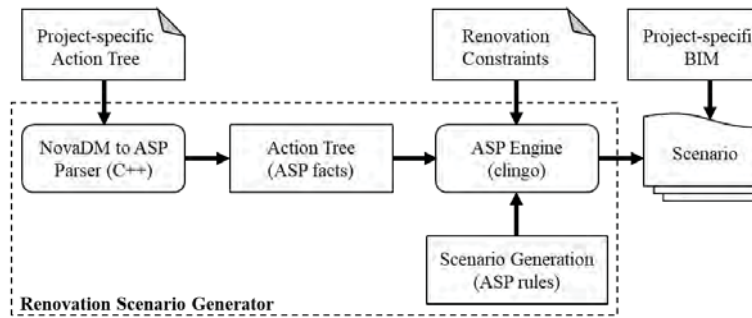 Project-specific
Action Tree
Renovation
Constraints
Project-specifi
BIM
NovaDM to ASP
Parser (C++)
Action Tree
(ASP facts)
ASP Engine
(clingo)
Scenario
Scenario Generation
(ASP rules)
Renovation Scenario Generator